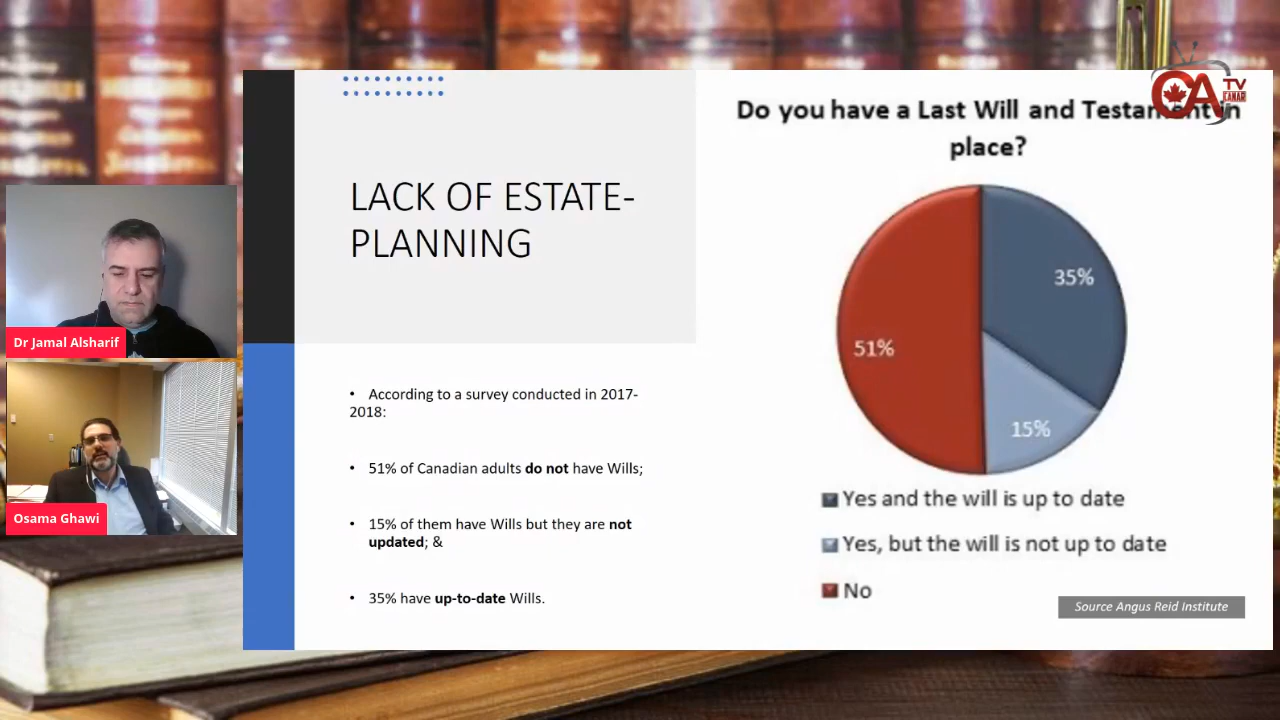 CA TV
CANAR
Do you have a Last Will and Testament in
place?
LACK OF ESTATE-
PLANNING
35%
51%
15%
Dr Jamal Alsharif
Osama Ghawi
• According to a survey conducted in 2017-
2018:
• 51% of Canadian adults do not have Wills;
• 15% of them have Wills but they are not
updated; &
• 35% have up-to-date Wills.
Yes and the will is up to date
Yes, but the will is not up to date
No
Source Angus Reid Institute